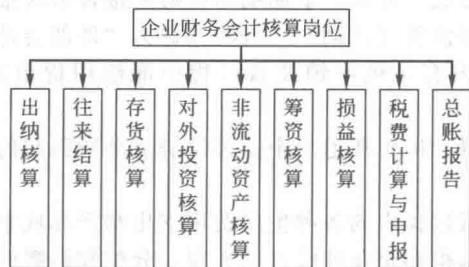 企业财务会计核算岗位
出纳核算
往来结算
存货核算
对外投资核算
非流动资产核算
筹资核算
损益核算
税费计算与申报
总账报告